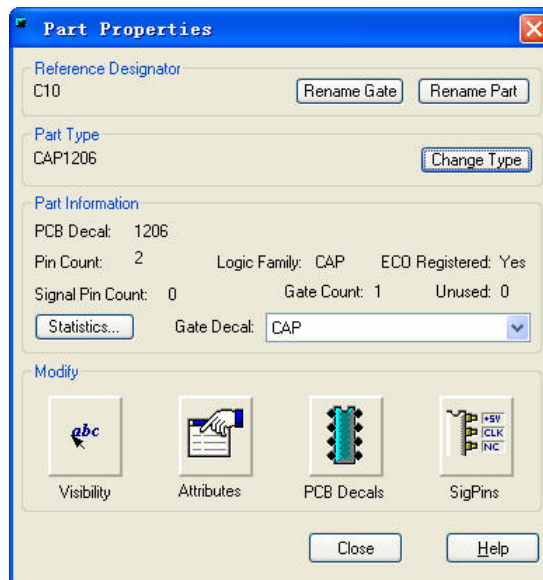 Part Properties
Reference Designator
C10
Rename Gate Rename Part
Part Type
CAP1206
Change Type
Part Information
PCB Decal: 1206
Pin Count: 2 Logic Family: CAP ECO Registered: Yes
Signal Pin Count: 0 Gate Count: 1 Unused: 0
Statistics... Gate Decal: CAP
Modify
abc
+5V
CLK
NC
Visibility Attributes PCB Decals SigPins
Close Help